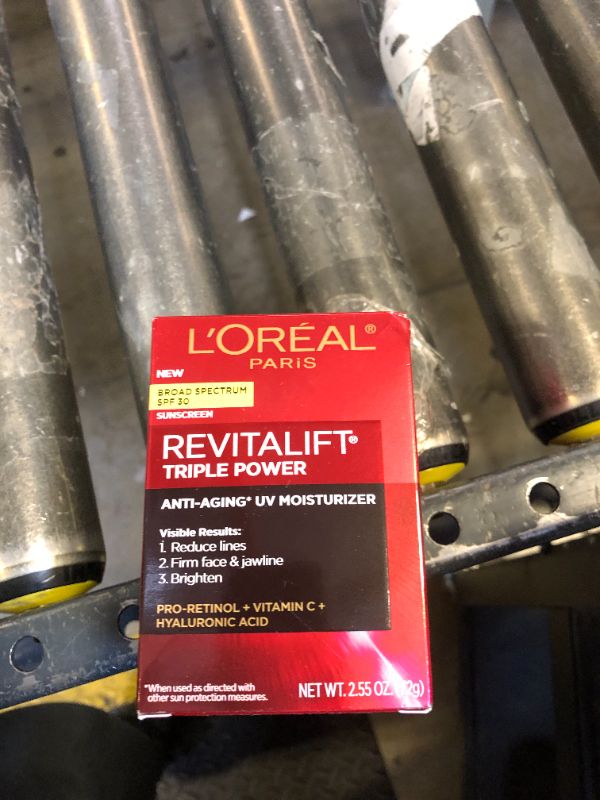 L'ORÉAL®
PARIS
NEW
BROAD SPECTRUM
SPF 30
SUNSCREEN
REVITALIFT®
TRIPLE POWER
ANTI-AGING* UV MOISTURIZER
Visible Results:
1. Reduce lines
2. Firm face & jawline
3. Brighten
PRO-RETINOL + VITAMIN C +
HYALURONIC ACID
*When used as directed with
other sun protection measures.
NET WT. 2.55 OZ.